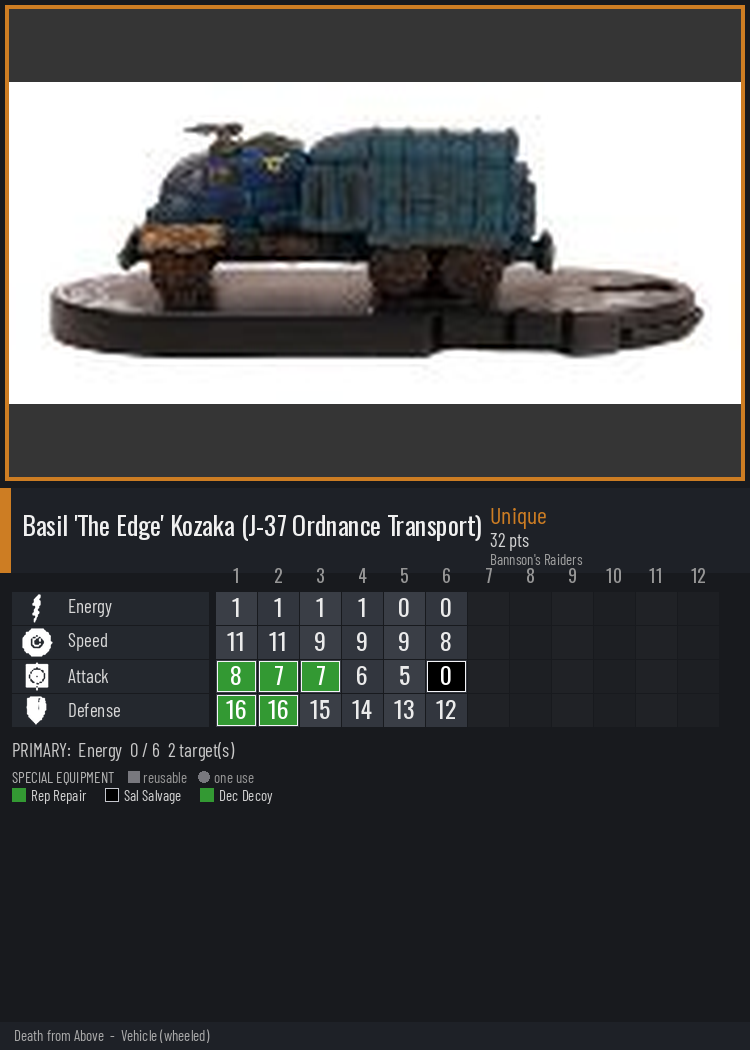 Basil 'The Edge' Kozaka (J-37 Ordnance Transport)
Unique
32 pts
Bannson's Raiders
1 2 3 4 5 6 7 8 9 10 11 12
Energy 1 1 1 1 0 0
Speed 11 11 9 9 9 8
Attack 8 7 7 6 5 0
Defense 16 16 15 14 13 12
PRIMARY: Energy 0 / 6 2 target(s)
SPECIAL EQUIPMENT reusable one use
Rep Repair Sal Salvage Dec Decoy
Death from Above - Vehicle (wheeled)